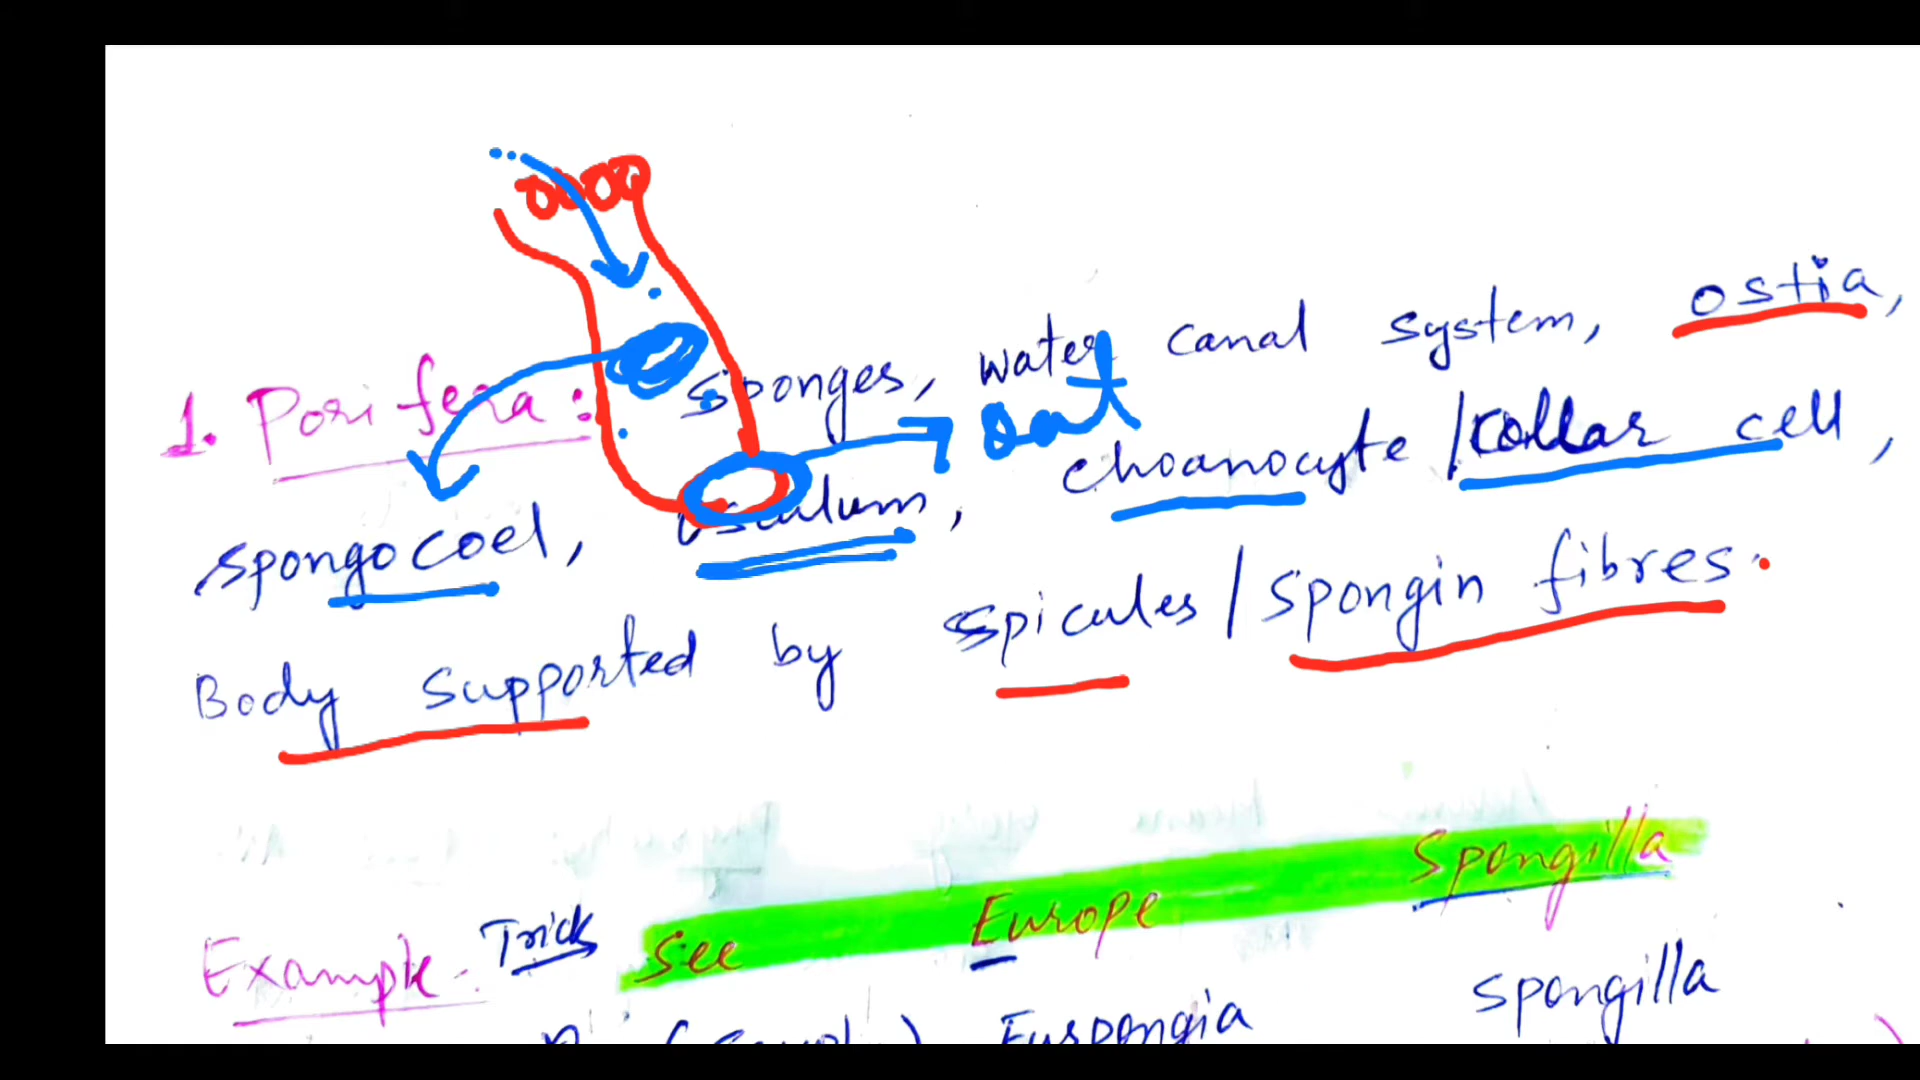 1. Porifera: Sponges, water canal system, ostia,
out
spongocoel, osculum, choanocyte / Collar cell,
Body supported by spicules / spongin fibres.
Example - Trick See Europe Spongilla
Euspongia spongilla